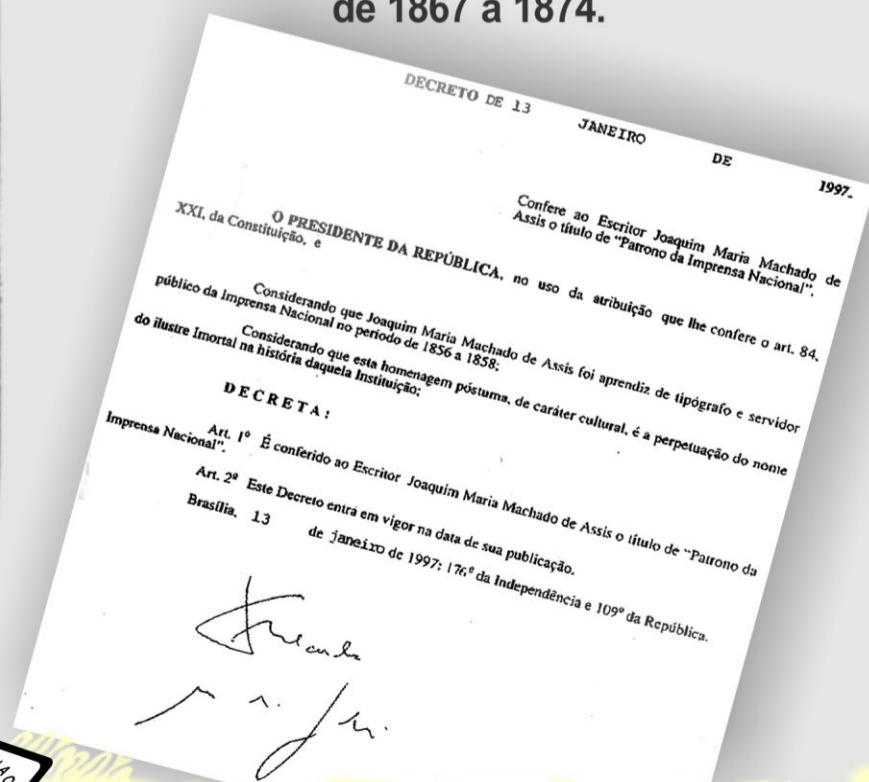 de 1867 a 1874.
DECRETO DE 13 JANEIRO DE 1997.
Confere ao Escritor Joaquim Maria Machado de
Assis o título de "Patrono da Imprensa Nacional".
O PRESIDENTE DA REPÚBLICA, no uso da atribuição que lhe confere o art. 84,
XXI, da Constituição, e
Considerando que Joaquim Maria Machado de Assis foi aprendiz de tipógrafo e servidor
público da Imprensa Nacional no período de 1856 a 1858;
Considerando que esta homenagem póstuma, de caráter cultural, é a perpetuação do nome
do ilustre Imortal na história daquela Instituição;
DECRETA:
Art. 1º É conferido ao Escritor Joaquim Maria Machado de Assis o título de "Patrono da
Imprensa Nacional".
Art. 2º Este Decreto entra em vigor na data de sua publicação.
Brasília, 13 de janeiro de 1997; 176º da Independência e 109º da República.